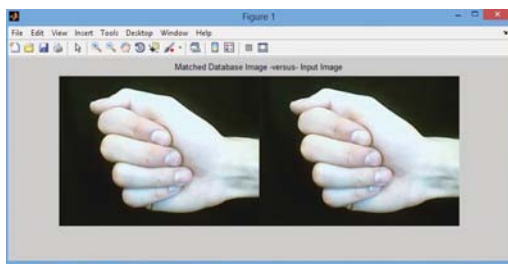 Figure 1
File Edit View Insert Tools Desktop Window Help
Matched Database Image -versus- Input Image